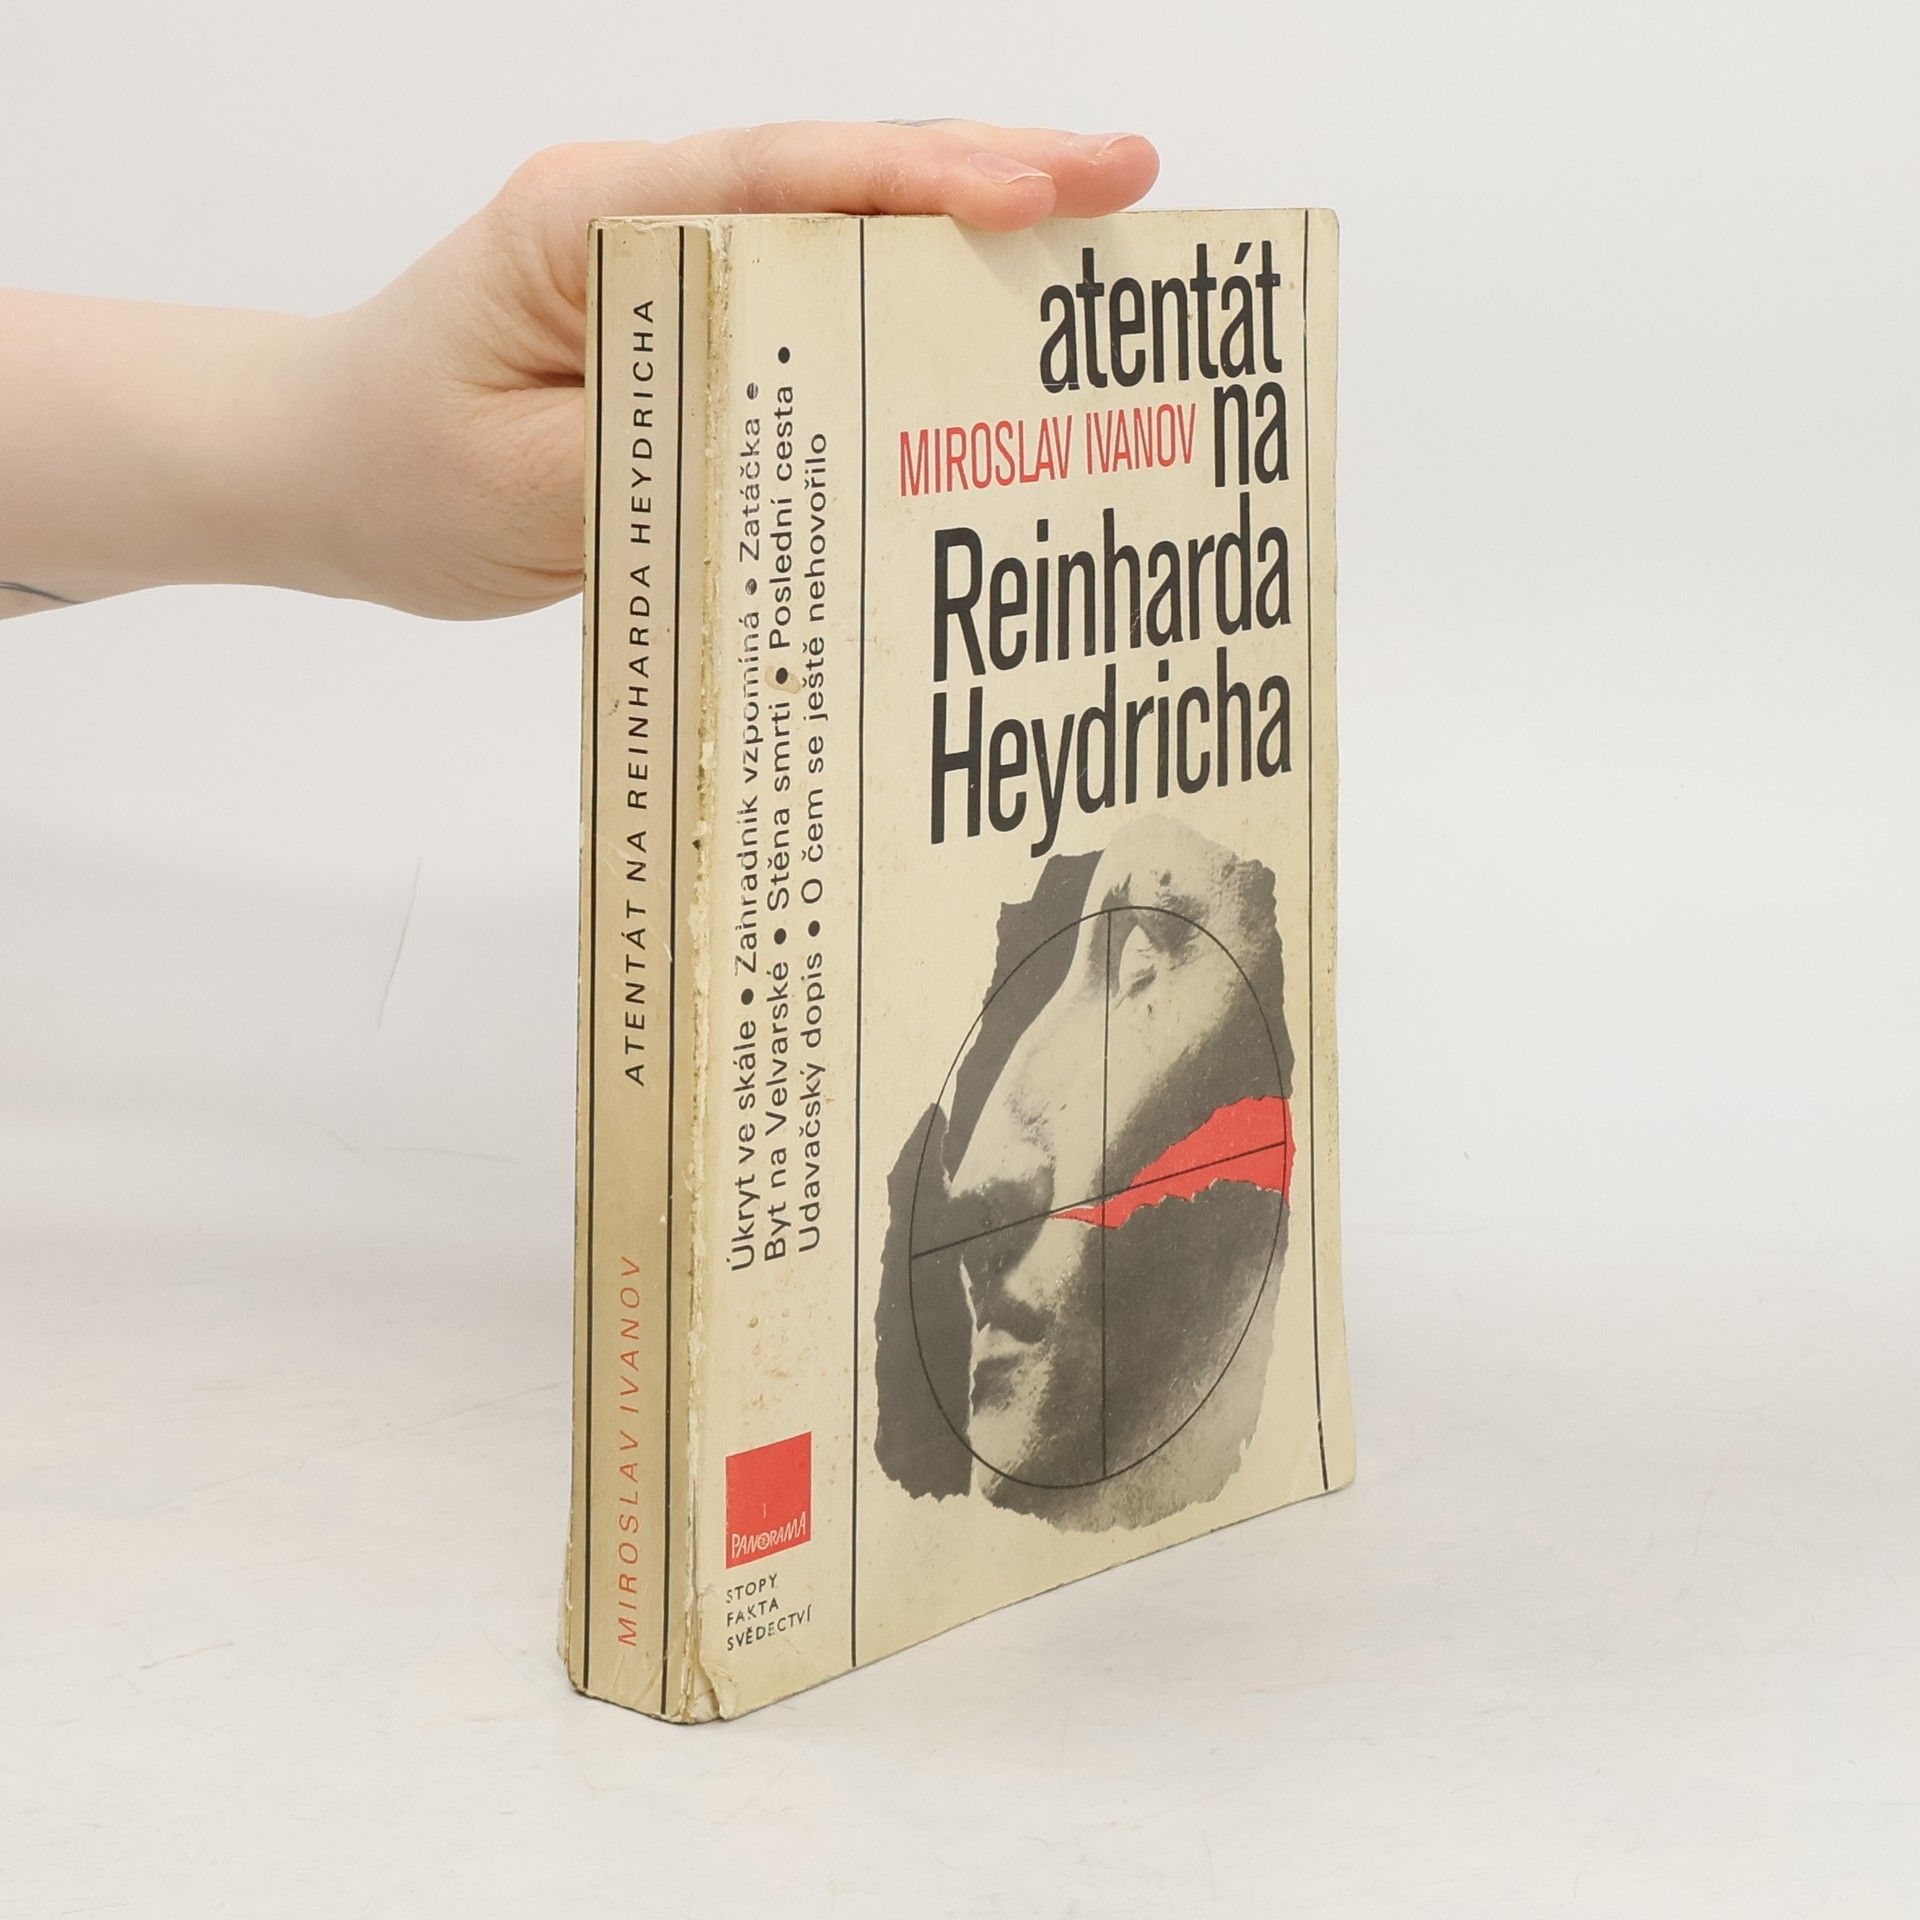 ATENTÁT NA REINHARDA HEYDRICHA
MIROSLAV IVANOV
Úkryt ve skále • Zahradník vzpomíná • Zatáčka •
Byt na Velvarské • Stěna smrti • Poslední cesta •
Udavačský dopis • O čem se ještě nehovořilo
PANORAMA
STOPY
FAKTA
SVĚDECTVÍ
atentát
MIROSLAV IVANOV na
Reinharda
Heydricha